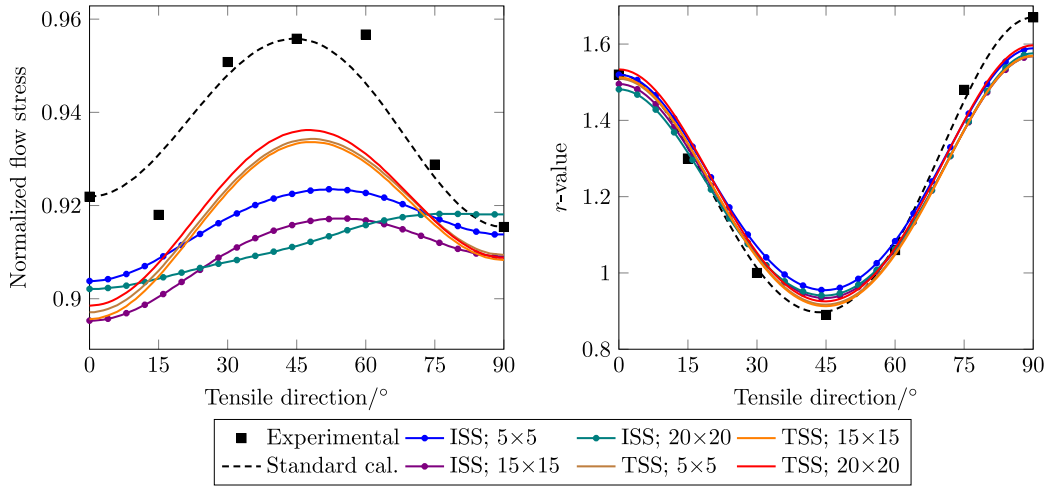 Normalized flow stress
0.96
0.94
0.92
0.9
0 15 30 45 60 75 90
Tensile direction/°
r-value
1.6
1.4
1.2
1
0.8
0 15 30 45 60 75 90
Tensile direction/°
Experimental ISS; 5×5 ISS; 20×20 TSS; 15×15
Standard cal. ISS; 15×15 TSS; 5×5 TSS; 20×20